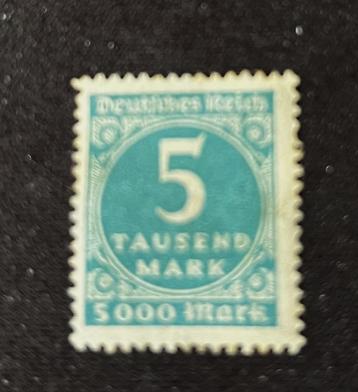 Deutsches Reich
5
TAUSEND
MARK
5000 Mark